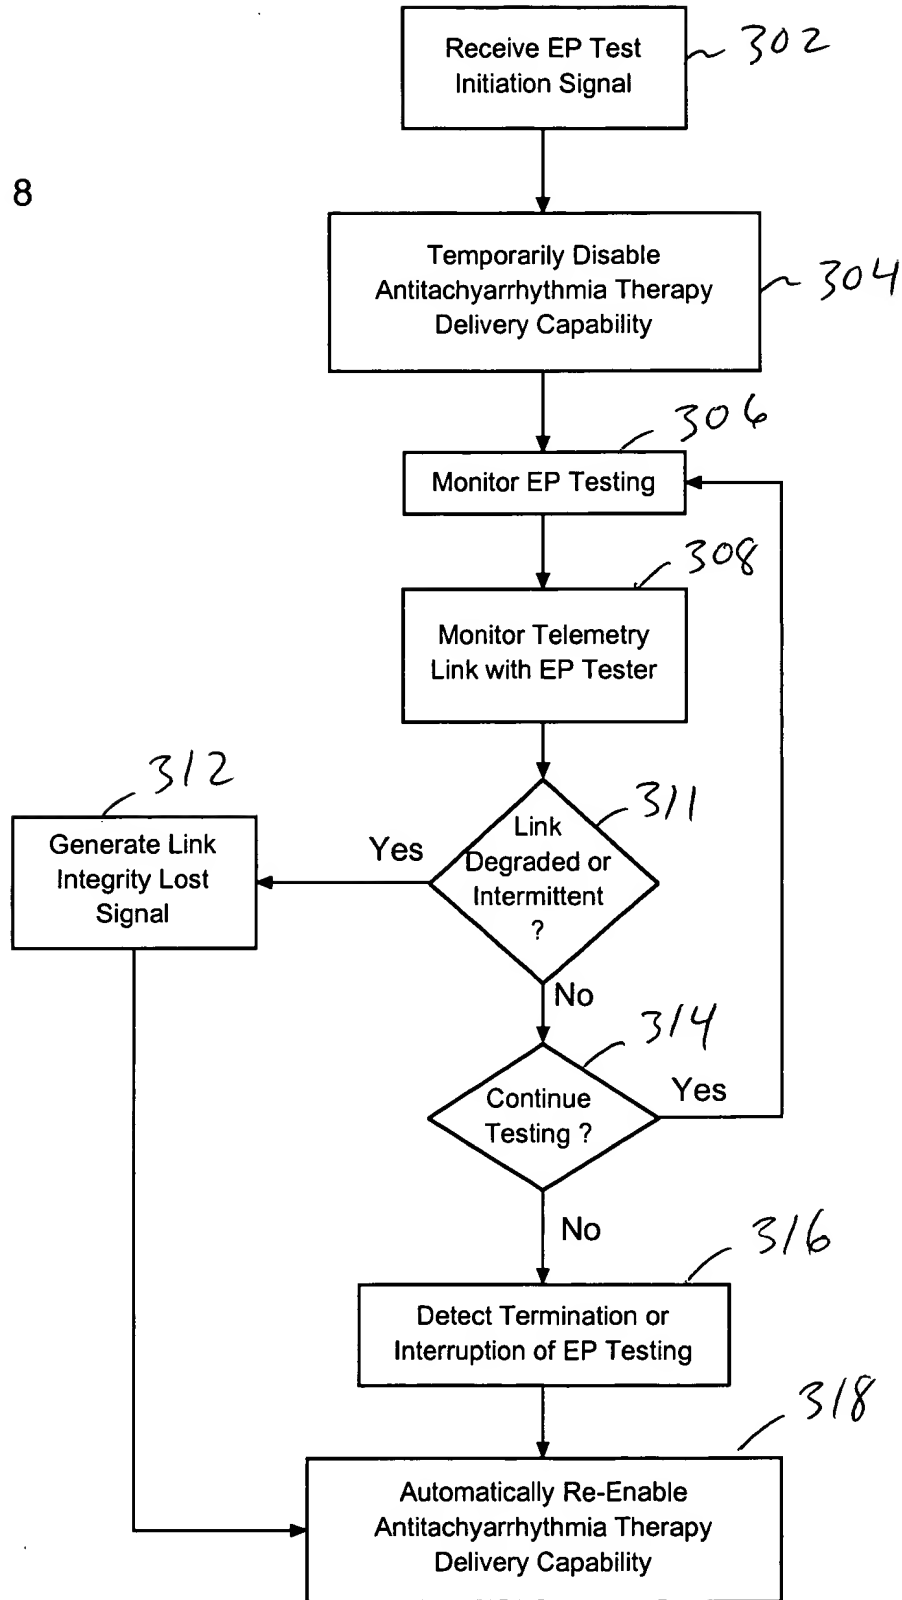 Receive EP Test
Initiation Signal
302
8
Temporarily Disable
Antitachyarrhythmia Therapy
Delivery Capability
304
306
Monitor EP Testing
308
Monitor Telemetry
Link with EP Tester
312
311
Generate Link
Integrity Lost
Signal
Yes
Link
Degraded or
Intermittent
?
No
314
Continue
Testing ?
Yes
No
316
Detect Termination or
Interruption of EP Testing
318
Automatically Re-Enable
Antitachyarrhythmia Therapy
Delivery Capability